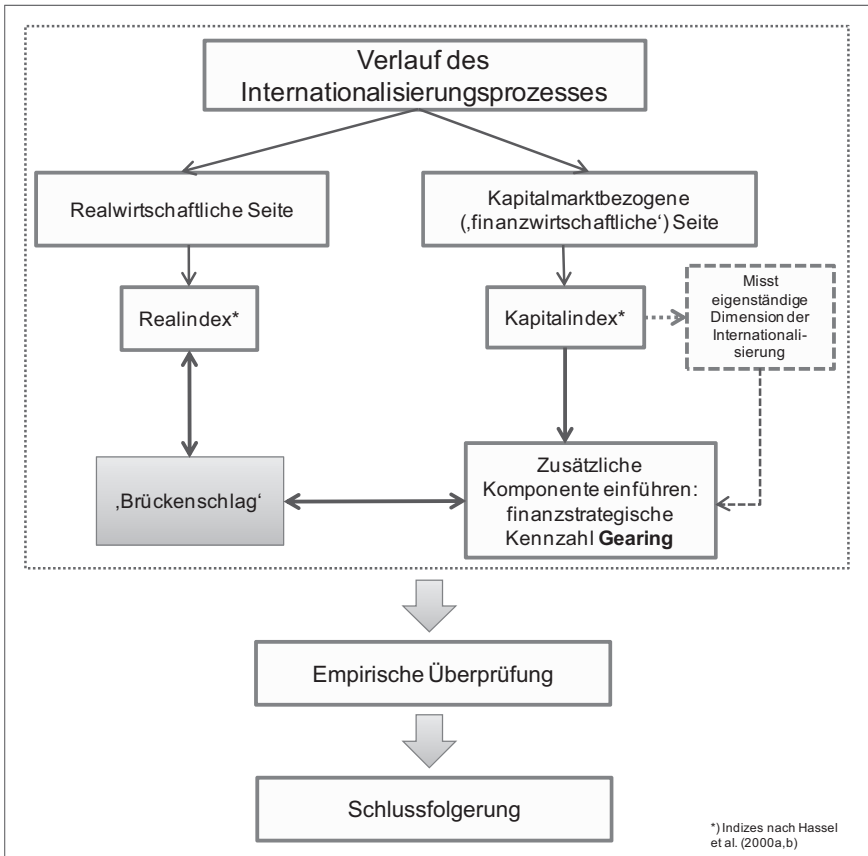 Verlauf des
Internationalisierungsprozesses
Realwirtschaftliche Seite
Kapitalmarktbezogene
(‚finanzwirtschaftliche‘) Seite
Realindex*
Kapitalindex*
Misst
eigenständige
Dimension der
Internationali-
sierung
‚Brückenschlag‘
Zusätzliche
Komponente einführen:
finanzstrategische
Kennzahl Gearing
Empirische Überprüfung
Schlussfolgerung
*) Indizes nach Hassel
et al. (2000a,b)